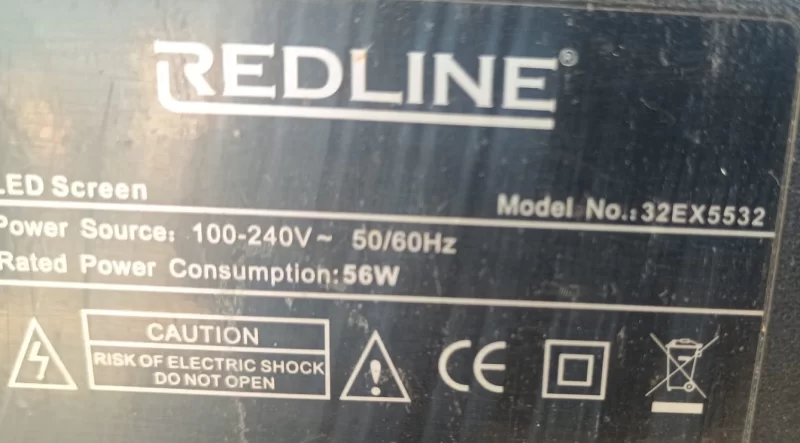 REDLINE®
LED Screen
Model No.:32EX5532
Power Source: 100-240V~ 50/60Hz
Rated Power Consumption:56W
CAUTION
RISK OF ELECTRIC SHOCK
DO NOT OPEN
CE